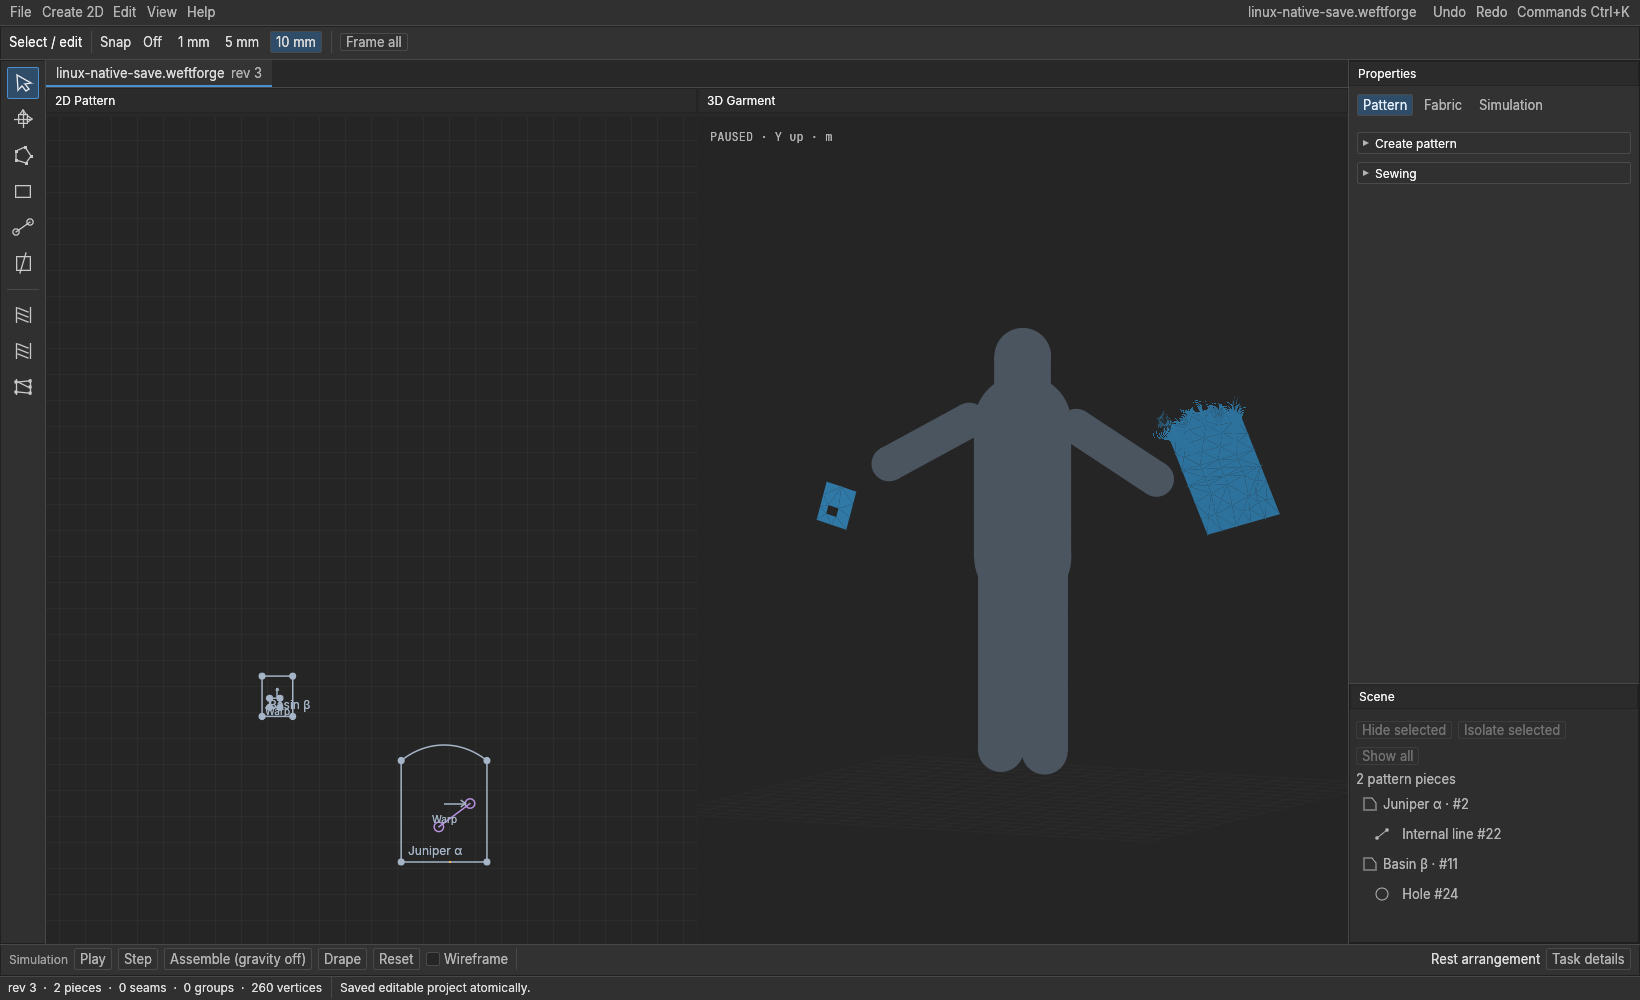 File Create 2D Edit View Help linux-native-save.weftforge Undo Redo Commands Ctrl+K
Select / edit Snap Off 1 mm 5 mm 10 mm Frame all
linux-native-save.weftforge rev 3
2D Pattern
3D Garment
PAUSED · Y up · m
Basin β
Warp
Warp
Juniper α
Properties
Pattern Fabric Simulation
Create pattern
Sewing
Scene
Hide selected Isolate selected
Show all
2 pattern pieces
Juniper α · #2
Internal line #22
Basin β · #11
Hole #24
Simulation Play Step Assemble (gravity off) Drape Reset Wireframe Rest arrangement Task details
rev 3 · 2 pieces · 0 seams · 0 groups · 260 vertices Saved editable project atomically.